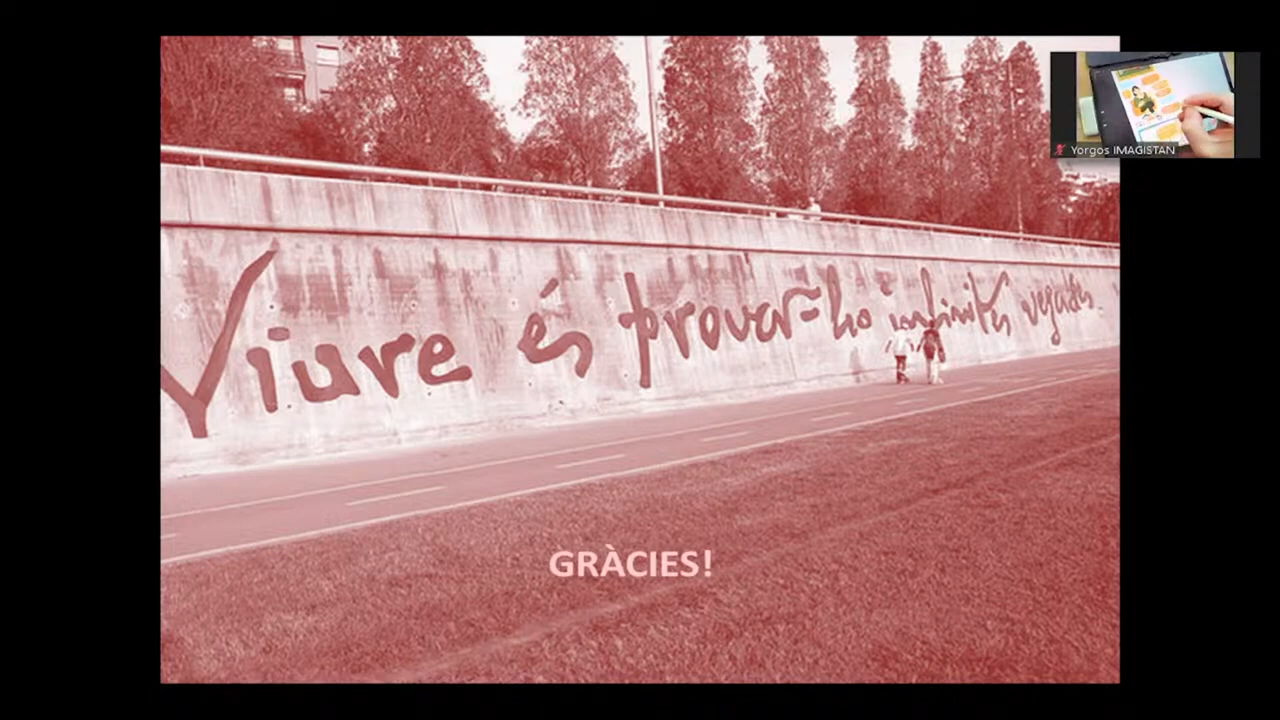 Viure és provar-ho infinites vegades.
GRÀCIES!
Yorgos IMAGISTAN